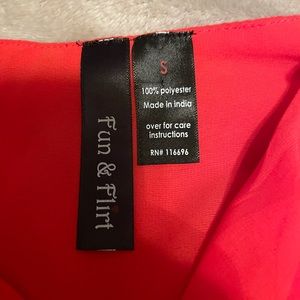 Fun & Flirt
S
100% polyester
Made in india
over for care
instructions
RN# 116696